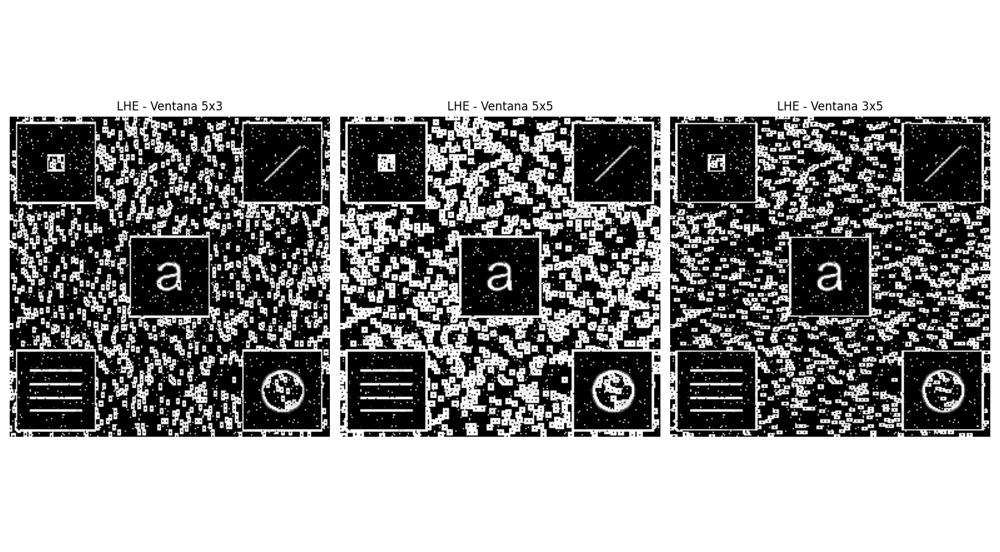 LHE - Ventana 5x3
LHE - Ventana 5x5
LHE - Ventana 3x5
a
a
a